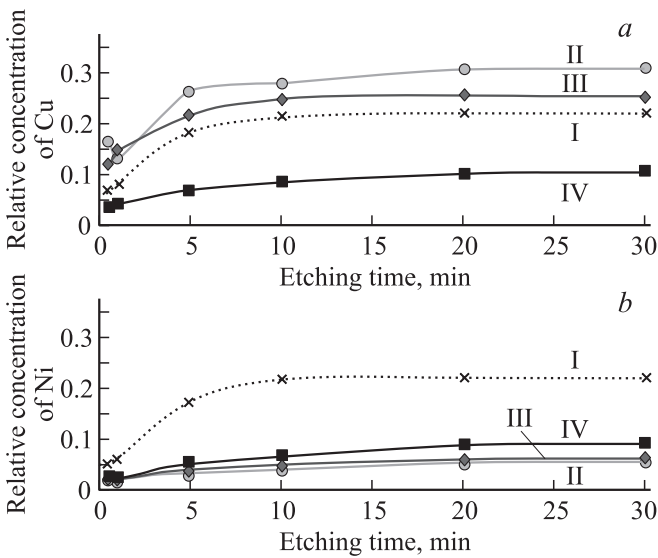 a
Relative concentration
of Cu
0.3
0.2
0.1
0
II
III
I
IV
0 5 10 15 20 25 30
Etching time, min
b
Relative concentration
of Ni
0.3
0.2
0.1
0
I
III
IV
II
0 5 10 15 20 25 30
Etching time, min